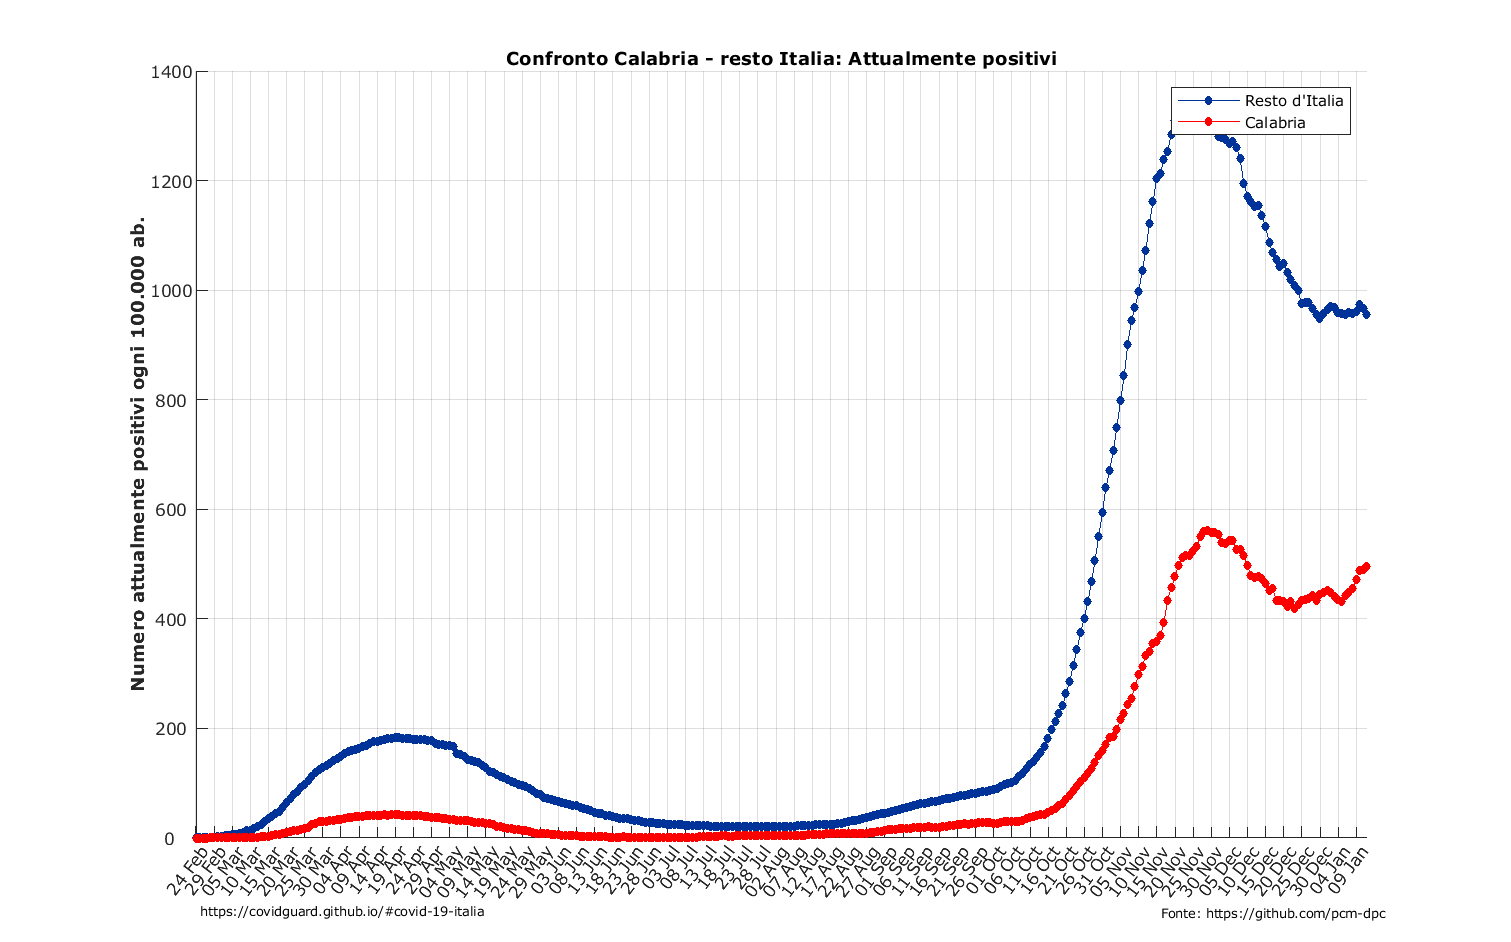 Confronto Calabria - resto Italia: Attualmente positivi
1400
1200
1000
800
600
400
200
0
Numero attualmente positivi ogni 100.000 ab.
Resto d'Italia
Calabria
24 Feb
29 Feb
05 Mar
10 Mar
15 Mar
20 Mar
25 Mar
30 Mar
04 Apr
09 Apr
14 Apr
19 Apr
24 Apr
29 Apr
04 May
09 May
14 May
19 May
24 May
29 May
03 Jun
08 Jun
13 Jun
18 Jun
23 Jun
28 Jun
03 Jul
08 Jul
13 Jul
18 Jul
23 Jul
28 Jul
02 Aug
07 Aug
12 Aug
17 Aug
22 Aug
27 Aug
01 Sep
06 Sep
11 Sep
16 Sep
21 Sep
26 Sep
01 Oct
06 Oct
11 Oct
16 Oct
21 Oct
26 Oct
31 Oct
05 Nov
10 Nov
15 Nov
20 Nov
25 Nov
30 Nov
05 Dec
10 Dec
15 Dec
20 Dec
25 Dec
30 Dec
04 Jan
09 Jan
https://covidguard.github.io/#covid-19-italia
Fonte: https://github.com/pcm-dpc